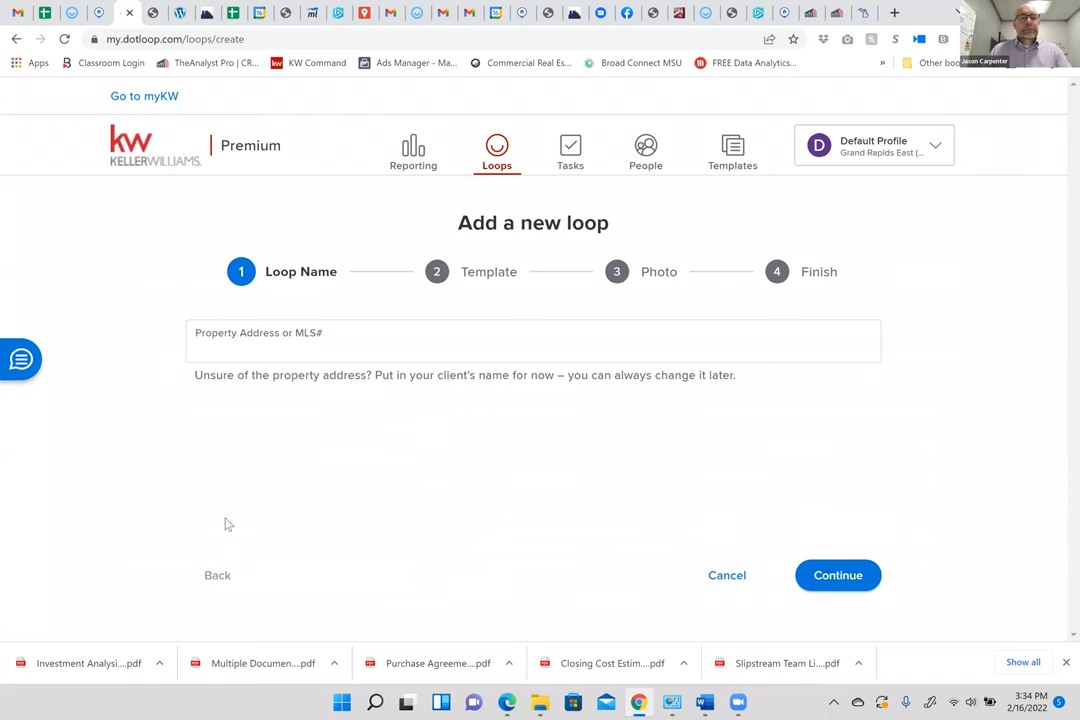 my.dotloop.com/loops/create
Apps
Classroom Login
TheAnalyst Pro | CR...
KW Command
Ads Manager - Ma...
Commercial Real Es...
Broad Connect MSU
FREE Data Analytics...
»
Other boo
Jason Carpenter
Go to myKW
kw
KELLERWILLIAMS.
Premium
Reporting
Loops
Tasks
People
Templates
D
Default Profile
Grand Rapids East (...
Add a new loop
1 Loop Name
2 Template
3 Photo
4 Finish
Property Address or MLS#
Unsure of the property address? Put in your client's name for now – you can always change it later.
Back
Cancel
Continue
Investment Analysi....pdf
Multiple Documen....pdf
Purchase Agreeme....pdf
Closing Cost Estim....pdf
Slipstream Team Li....pdf
Show all
3:34 PM
2/16/2022
5